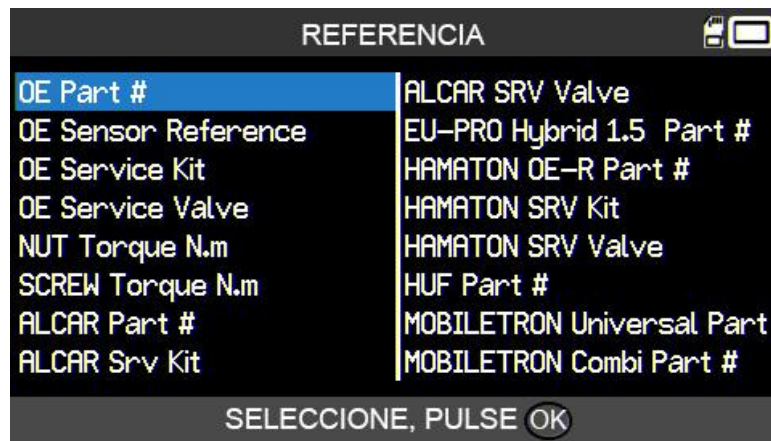 REFERENCIA
OE Part #
OE Sensor Reference
OE Service Kit
OE Service Valve
NUT Torque N.m
SCREW Torque N.m
ALCAR Part #
ALCAR Srv Kit
ALCAR SRV Valve
EU-PRO Hybrid 1.5 Part #
HAMATON OE-R Part #
HAMATON SRV Kit
HAMATON SRV Valve
HUF Part #
MOBILETRON Universal Part
MOBILETRON Combi Part #
SELECCIONE, PULSE OK